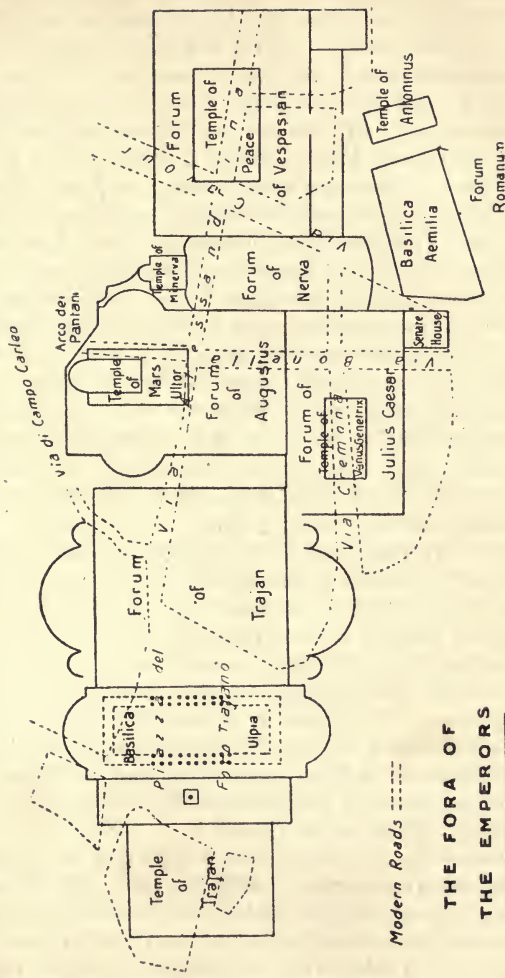 Forum
Temple of
Peace
of Vespasian
Temple of
Antoninus
Basilica
Aemilia
Forum
Romanum
Temple of
Minerva
Forum
of
Nerva
Senate
House
Arco dei
Pantani
Via di Campo Carleo
Temple
of
Mars
Ultor
Forum
of
Augustus
Forum of
Temple of
Venus Genetrix
Julius Caesar
Via Cremona
Via Alessandrina
Forum
of
Trajan
Piazza del
Foro Traiano
Basilica
Ulpia
Temple
of
Trajan
Modern Roads
THE FORA OF
THE EMPERORS